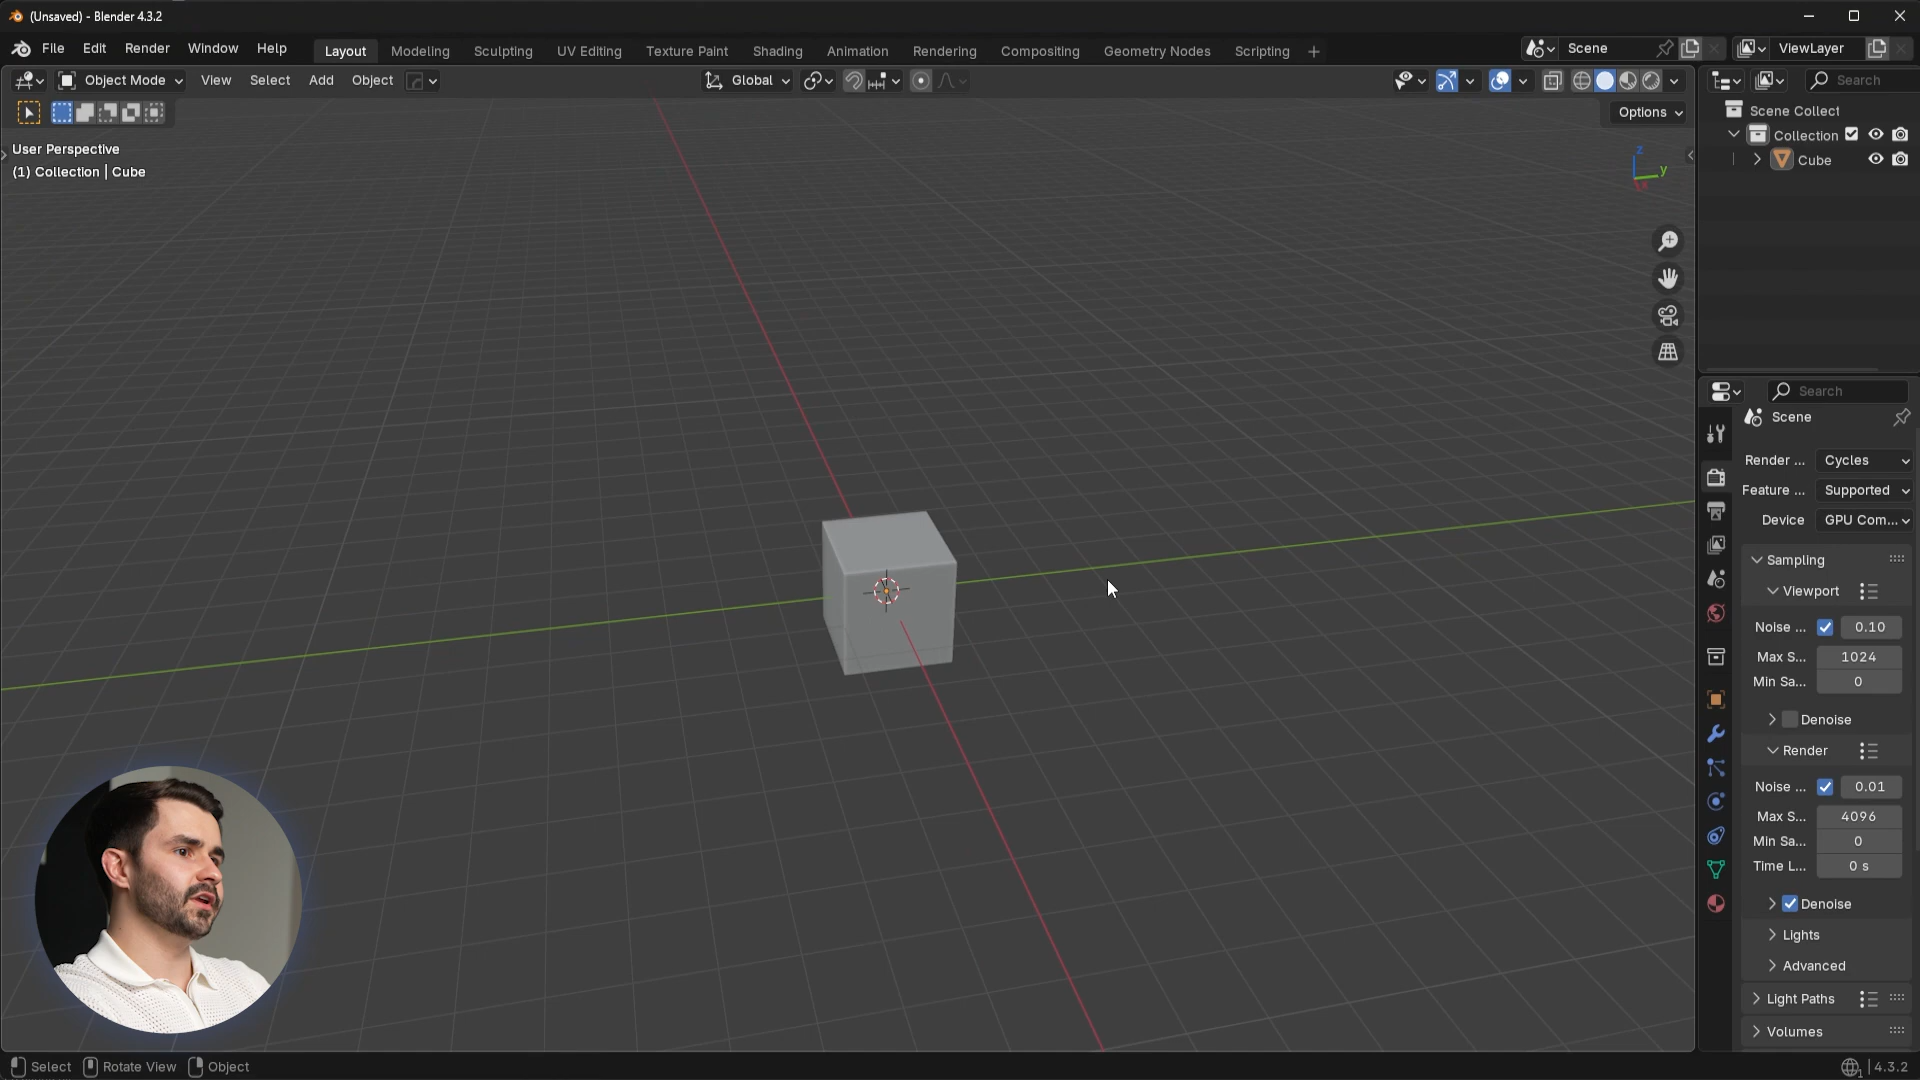 (Unsaved) - Blender 4.3.2
File Edit Render Window Help Layout Modeling Sculpting UV Editing Texture Paint Shading Animation Rendering Compositing Geometry Nodes Scripting + Scene ViewLayer
Object Mode View Select Add Object Global Search
Options
User Perspective
(1) Collection | Cube
z
y
x
Scene Collect
Collection
Cube
Search
Scene
Render ... Cycles
Feature ... Supported
Device GPU Com...
Sampling
Viewport
Noise ... 0.10
Max S... 1024
Min Sa... 0
Denoise
Render
Noise ... 0.01
Max S... 4096
Min Sa... 0
Time L... 0 s
Denoise
Lights
Advanced
Light Paths
Volumes
Select Rotate View Object 4.3.2